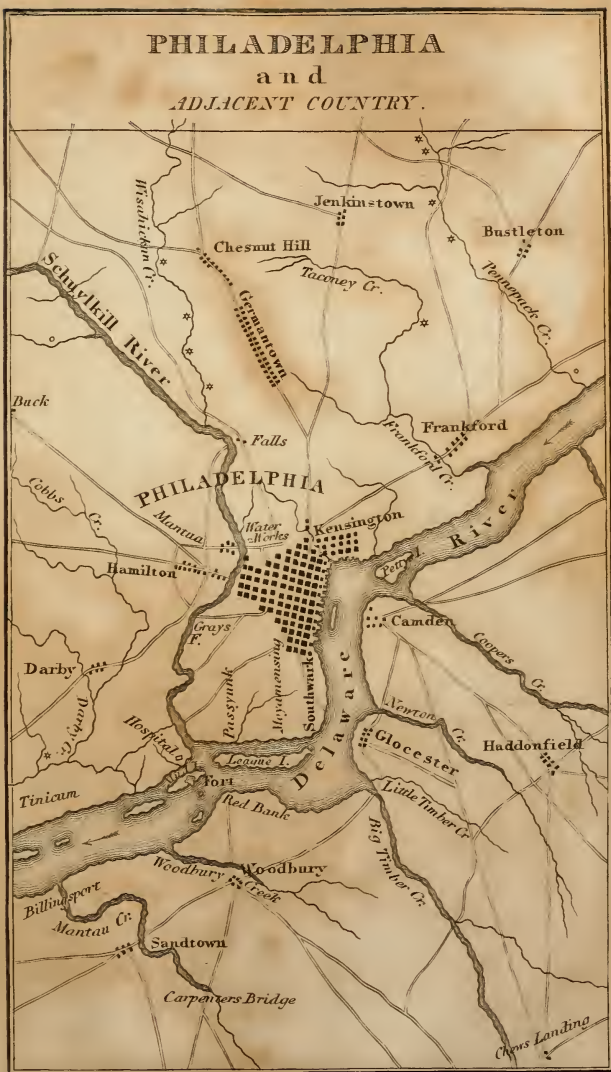 PHILADELPHIA
and
ADJACENT COUNTRY.
Wisahickon Cr.
Jenkinstown
Bustleton
Chesnut Hill
Taconey Cr.
Pennepack Cr.
Germantown
Schuylkill River
Buck
Falls
Frankford
Frankford Cr.
Cobbs Cr.
PHILADELPHIA
Mantua
Water
Works
Kensington
Hamilton
Pettys I.
Delaware River
Grays
F.
Camden
Coopers Cr.
Darby
Darby Cr.
Passyunk
Moyamensing
Southwark
Newton Cr.
Hospital
League I.
Glocester
Haddonfield
Fort
Tinicum
Red Bank
Little Timber Cr
Big Timber Cr.
Woodbury
Woodbury Creek
Billingsport
Mantau Cr.
Sandtown
Carpenters Bridge
Chews Landing